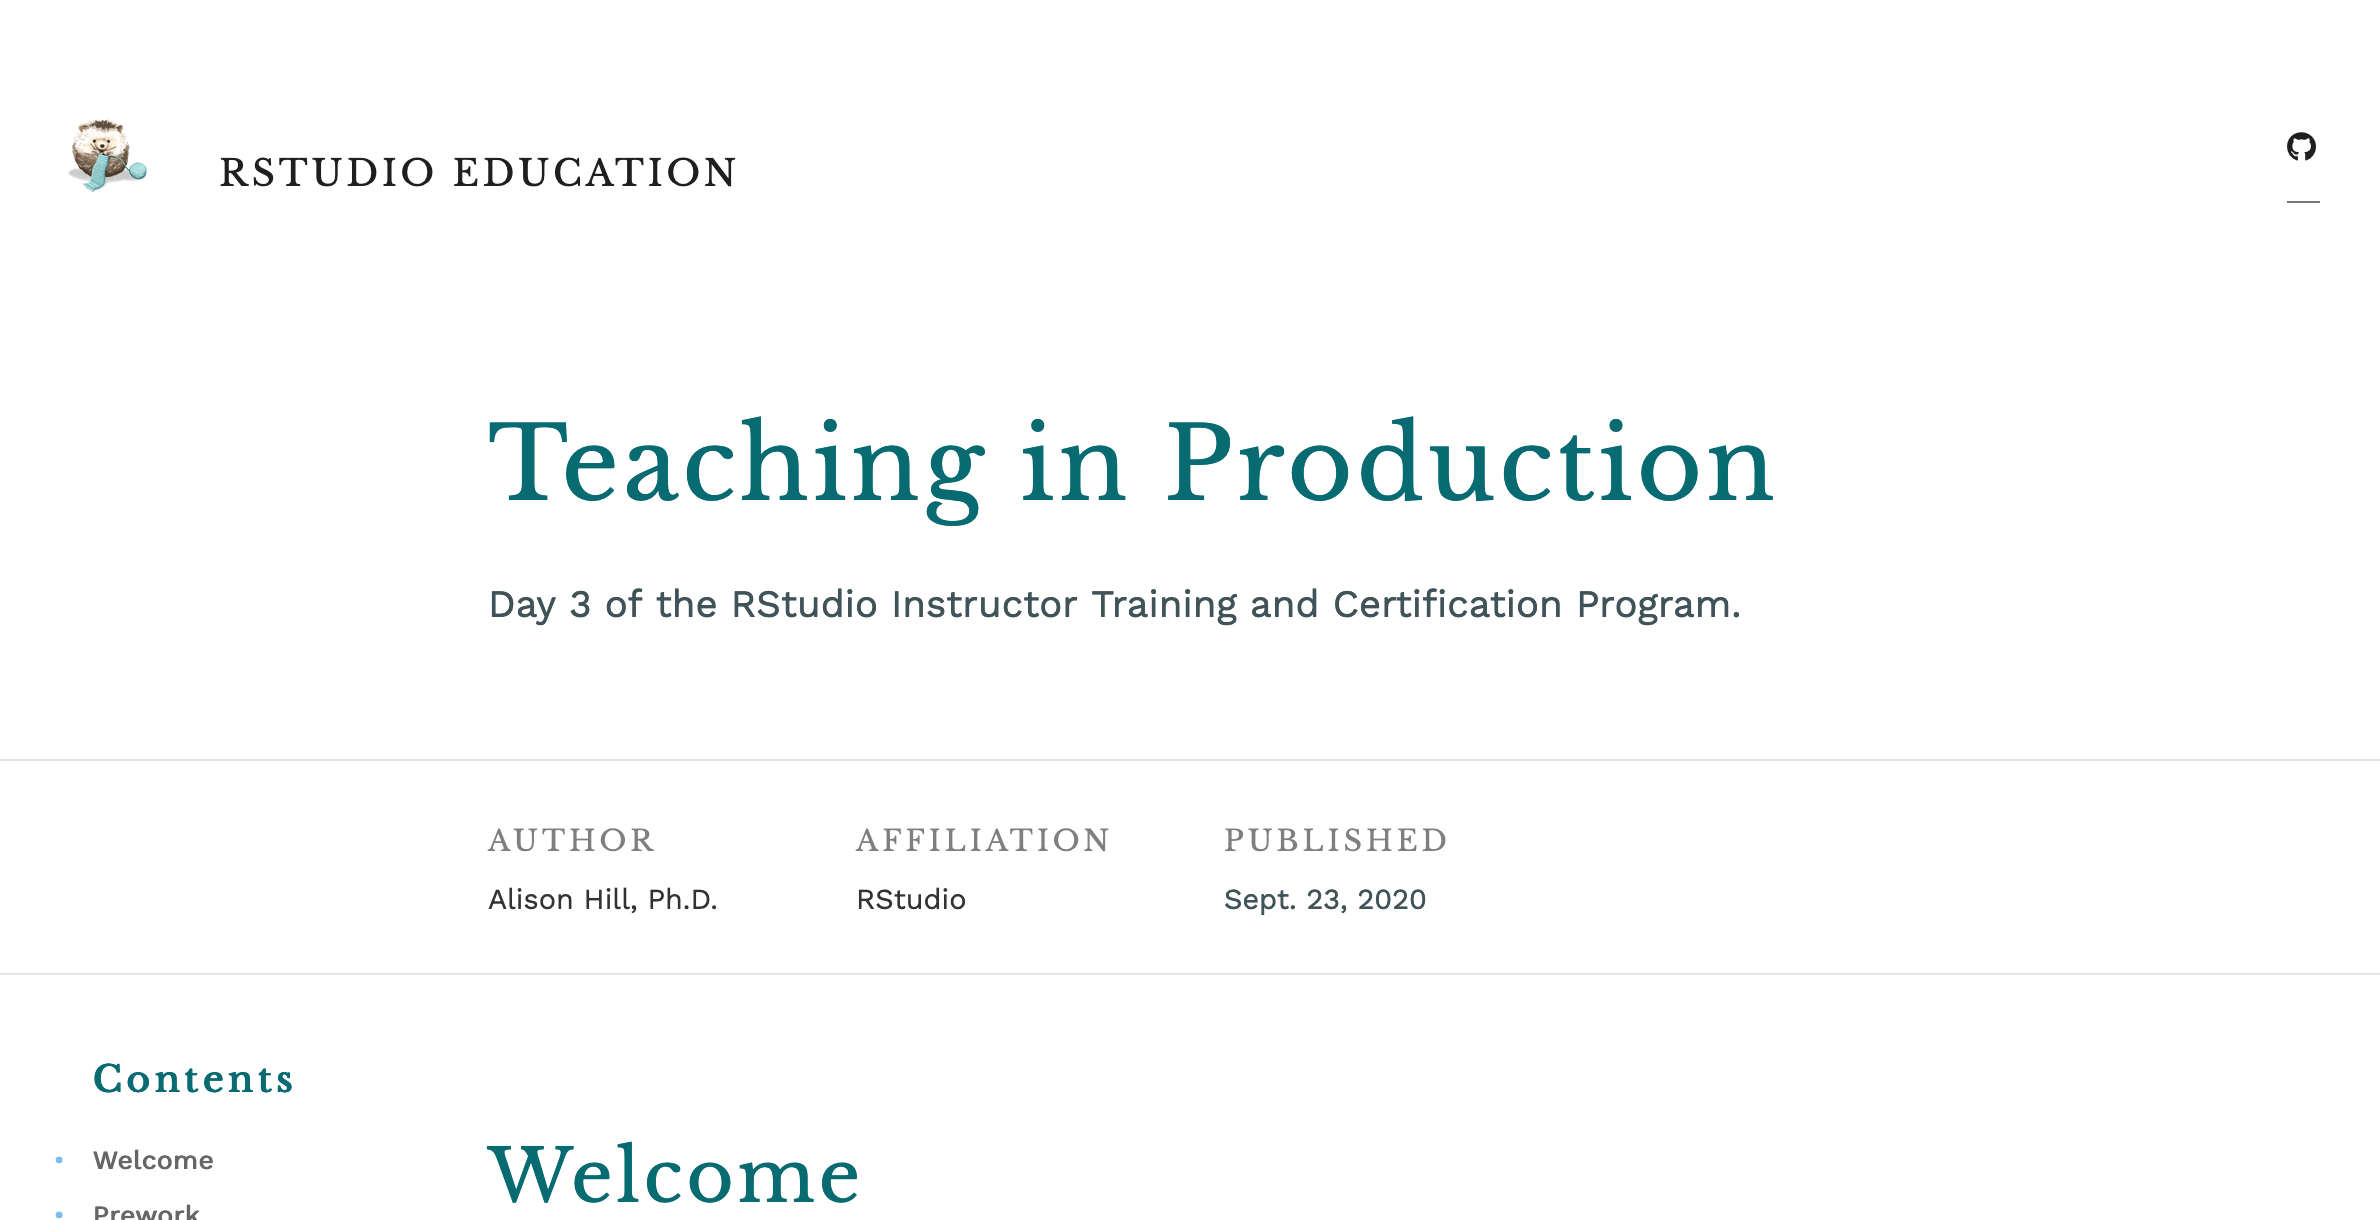 RSTUDIO EDUCATION
Teaching in Production
Day 3 of the RStudio Instructor Training and Certification Program.
AUTHOR
Alison Hill, Ph.D.
AFFILIATION
RStudio
PUBLISHED
Sept. 23, 2020
Contents
Welcome
Prework
Welcome